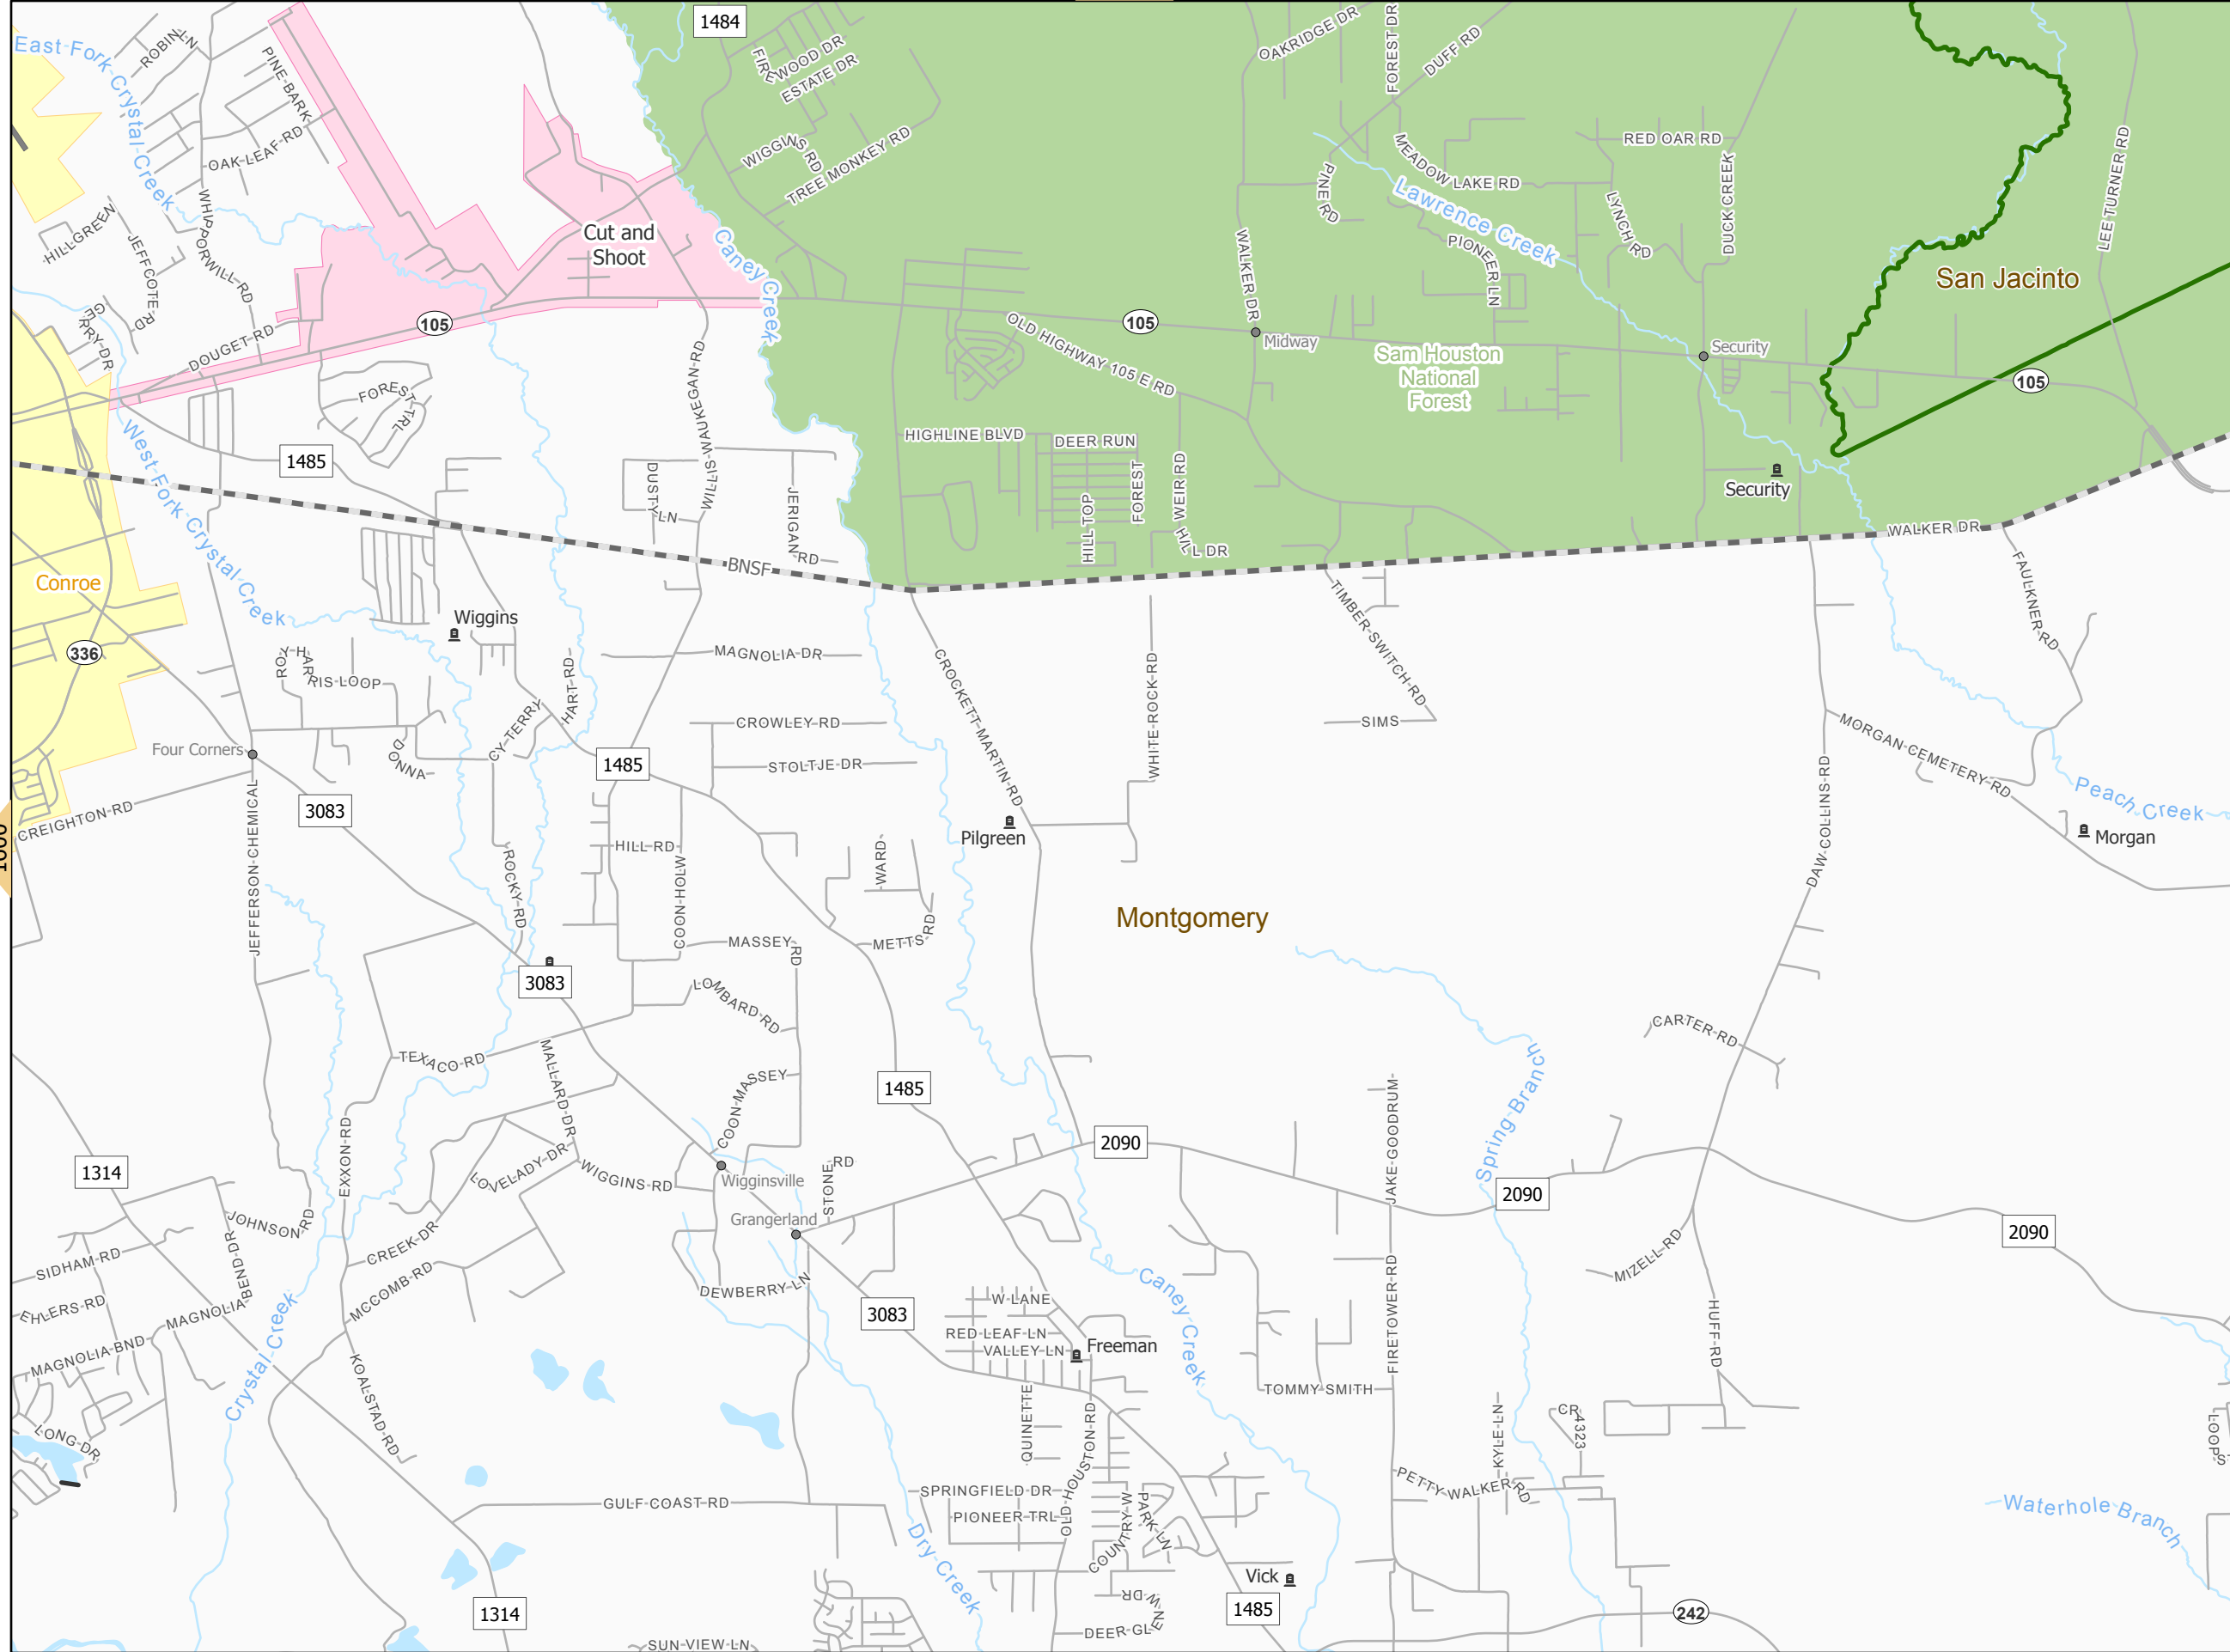 1484
East Fork Crystal Creek
ROBIN LN
PINE BARK
OAK LEAF RD
WHIPPORWILL RD
HILLGREEN
JEFFCOTE RD
GERRY DR
DOUGET RD
FIREWOOD DR
ESTATE DR
WIGGINS RD
TREE MONKEY RD
OAKRIDGE DR
FOREST DR
DUFF RD
PINE RD
MEADOW LAKE RD
RED OAR RD
LYNCH RD
DUCK CREEK
LEE TURNER RD
Lawrence Creek
PIONEER LN
WALKER DR
Cut and
Shoot
Caney Creek
San Jacinto
105
105
105
OLD HIGHWAY 105 E RD
Midway
Security
Sam Houston
National
Forest
FOREST TRL
WILLIS WAUKEGAN RD
West Fork Crystal Creek
1485
HIGHLINE BLVD
DEER RUN
FOREST
HILL TOP
WEIR RD
HILL DR
Security
WALKER DR
DUSTY LN
JERIGAN RD
BNSF
Conroe
336
Wiggins
ROY HARRIS LOOP
MAGNOLIA DR
HART RD
CY TERRY
CROWLEY RD
STOLTJE DR
CROCKETT MARTIN RD
WHITE ROCK RD
TIMBER SWITCH RD
SIMS
FAULKNER RD
MORGAN CEMETERY RD
DAW COLLINS RD
Peach Creek
Morgan
Four Corners
DONNA
1485
3083
CREIGHTON RD
JEFFERSON CHEMICAL
ROCKY RD
HILL RD
COON HOLW
WARD
METTS RD
Pilgreen
Montgomery
MASSEY RD
LOMBARD RD
3083
TEXACO RD
MALLARD DR
COON MASSEY
1485
CARTER RD
Spring Branch
JAKE GOODRUM
2090
2090
2090
1314
EXXON RD
LOVELADY DR
WIGGINS RD
Wigginsville
STONE RD
Grangerland
JOHNSON RD
BEND DR
SIDHAM RD
EHLERS RD
MAGNOLIA
MAGNOLIA BND
CREEK DR
MCCOMB RD
Crystal Creek
KOALSTAD RD
LONG DR
DEWBERRY LN
3083
W LANE
RED LEAF LN
VALLEY LN
Freeman
Caney Creek
FIRETOWER RD
TOMMY SMITH
MIZELL RD
HUFF RD
KYLE LN
CR 4323
PETTY WALKER RD
QUINETTE
OLD HOUSTON RD
SPRINGFIELD DR
PIONEER TRL
COUNTRY W
PARK LN
GULF COAST RD
Dry Creek
Waterhole Branch
LOOP
Vick
1485
1314
242
DEER GLEN W DR
SUN VIEW LN